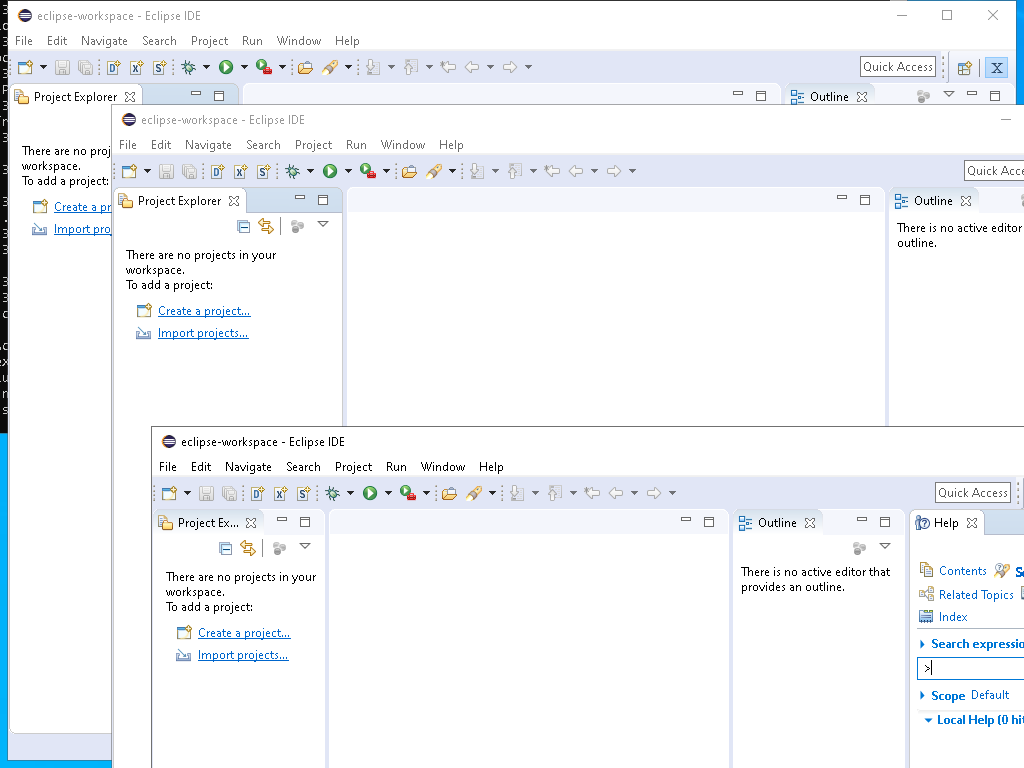 eclipse-workspace - Eclipse IDE
File Edit Navigate Search Project Run Window Help
Quick Access
Project Explorer
Outline
There are no proj
workspace.
To add a project:
Create a pr
Import pro
eclipse-workspace - Eclipse IDE
File Edit Navigate Search Project Run Window Help
Quick Acce
Project Explorer
Outline
There are no projects in your
workspace.
To add a project:
Create a project...
Import projects...
There is no active editor
outline.
eclipse-workspace - Eclipse IDE
File Edit Navigate Search Project Run Window Help
Quick Access
Project Ex...
Outline
Help
There are no projects in your
workspace.
To add a project:
Create a project...
Import projects...
There is no active editor that
provides an outline.
Contents
Related Topics
Index
Search expressio
>
Scope Default
Local Help (0 hit